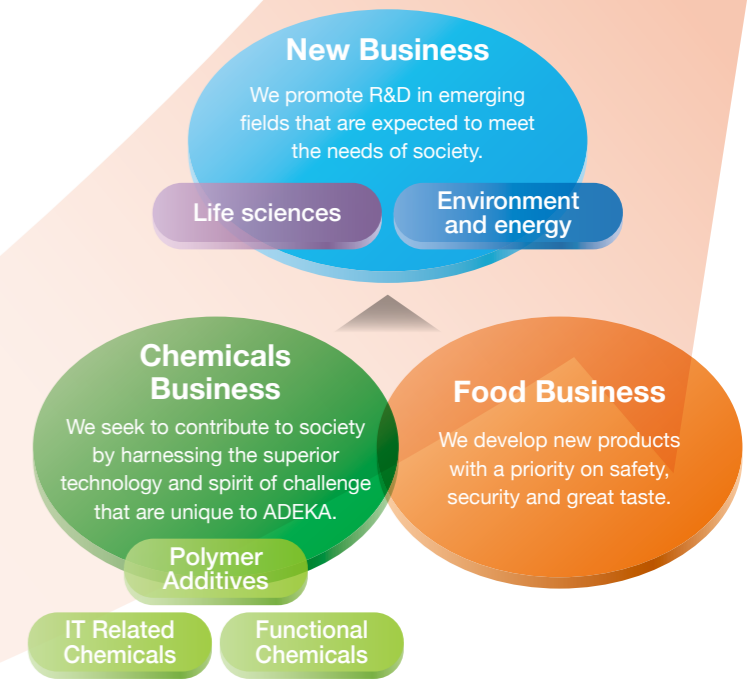 New Business
We promote R&D in emerging
fields that are expected to meet
the needs of society.
Life sciences
Environment
and energy
Chemicals
Business
We seek to contribute to society
by harnessing the superior
technology and spirit of challenge
that are unique to ADEKA.
Food Business
We develop new products
with a priority on safety,
security and great taste.
Polymer
Additives
IT Related
Chemicals
Functional
Chemicals